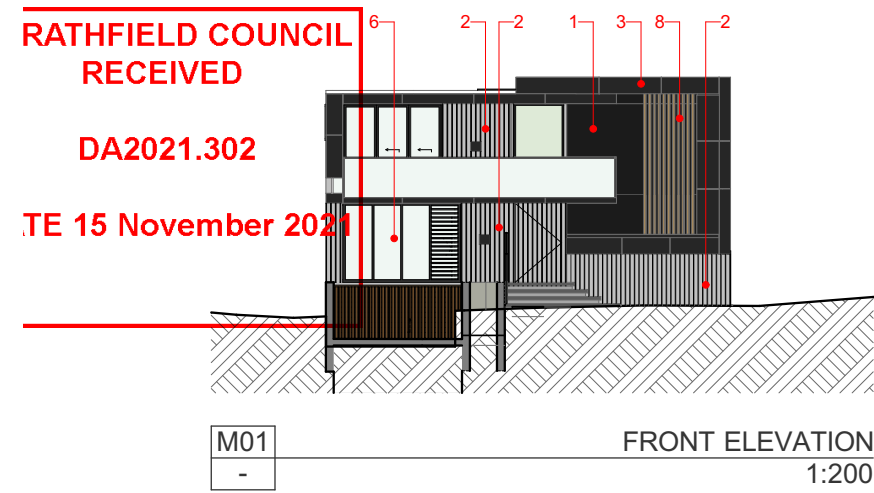 RATHFIELD COUNCIL
RECEIVED
DA2021.302
TE 15 November 2021
6 2 2 1 3 8 2
M01 FRONT ELEVATION
- 1:200